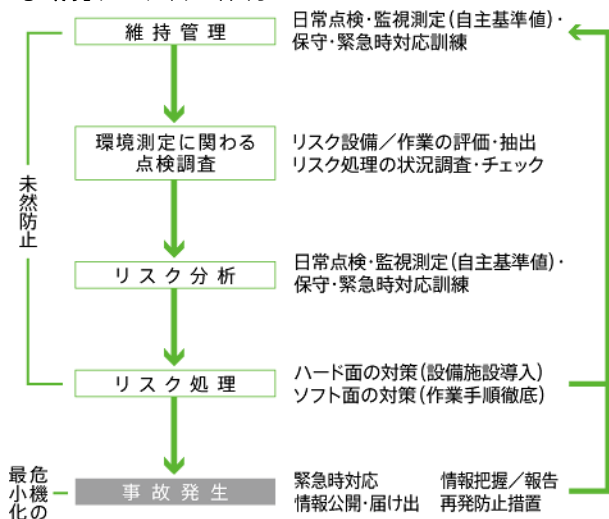 維持管理
日常点検・監視測定(自主基準値)・
保守・緊急時対応訓練
環境測定に関わる
点検調査
リスク設備／作業の評価・抽出
リスク処理の状況調査・チェック
未然防止
リスク分析
日常点検・監視測定(自主基準値)・
保守・緊急時対応訓練
リスク処理
ハード面の対策(設備施設導入)
ソフト面の対策(作業手順徹底)
危機の
最小化
事故発生
緊急時対応 情報把握／報告
情報公開・届け出 再発防止措置